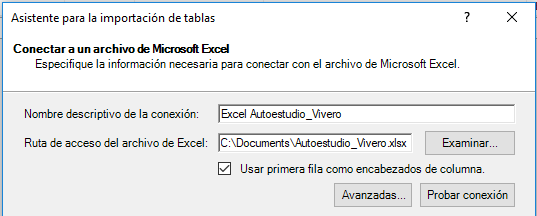 Asistente para la importación de tablas
Conectar a un archivo de Microsoft Excel
Especifique la información necesaria para conectar con el archivo de Microsoft Excel.
Nombre descriptivo de la conexión: Excel Autoestudio_Vivero
Ruta de acceso del archivo de Excel: C:\Documents\Autoestudio_Vivero.xlsx Examinar...
Usar primera fila como encabezados de columna.
Avanzadas... Probar conexión